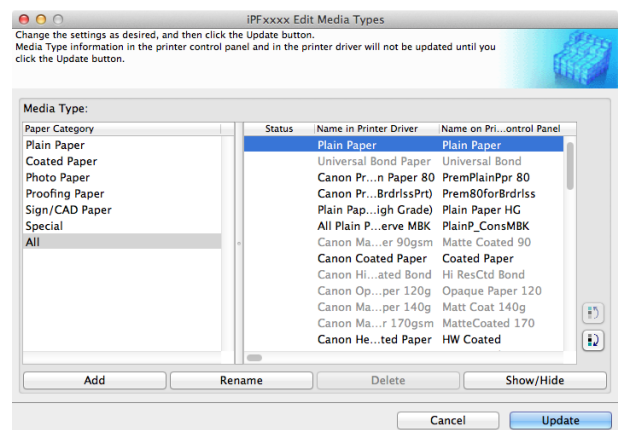 iPFxxxx Edit Media Types
Change the settings as desired, and then click the Update button.
Media Type information in the printer control panel and in the printer driver will not be updated until you
click the Update button.
Media Type:
Paper Category
Plain Paper
Coated Paper
Photo Paper
Proofing Paper
Sign/CAD Paper
Special
All
Status Name in Printer Driver Name on Pri...ontrol Panel
Plain Paper Plain Paper
Universal Bond Paper Universal Bond
Canon Pr...n Paper 80 PremPlainPpr 80
Canon Pr...BrdrlssPrt) Prem80forBrdrlss
Plain Pap...igh Grade) Plain Paper HG
All Plain P...erve MBK PlainP_ConsMBK
Canon Ma...er 90gsm Matte Coated 90
Canon Coated Paper Coated Paper
Canon Hi...ated Bond Hi ResCtd Bond
Canon Op...per 120g Opaque Paper 120
Canon Ma...per 140g Matt Coat 140g
Canon Ma...r 170gsm MatteCoated 170
Canon He...ted Paper HW Coated
Add Rename Delete Show/Hide
Cancel Update